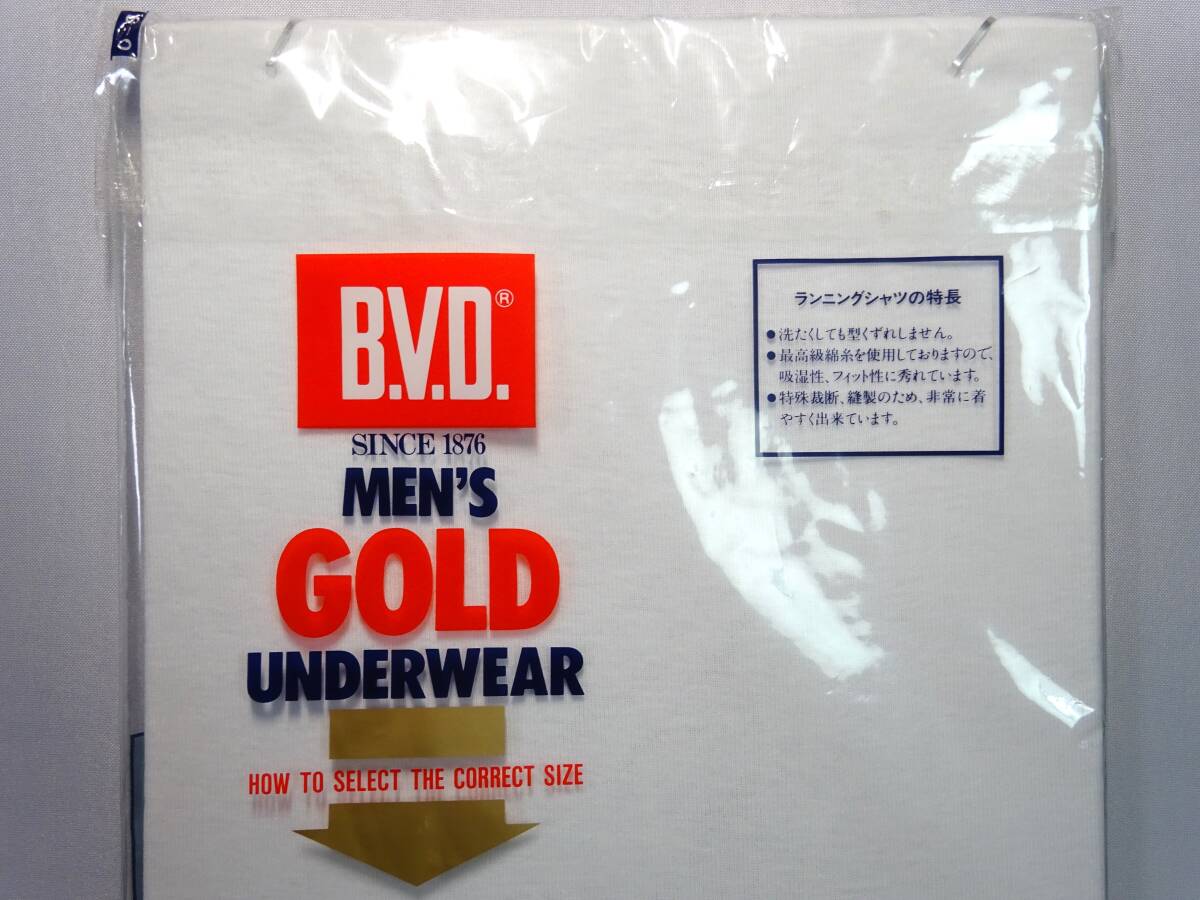 B.V.D.®
SINCE 1876
MEN'S
GOLD
UNDERWEAR
HOW TO SELECT THE CORRECT SIZE
ランニングシャツの特長
●洗たくしても型くずれしません。
●最高級綿糸を使用しておりますので、
吸湿性、フィット性に秀れています。
●特殊裁断、縫製のため、非常に着
やすく出来ています。